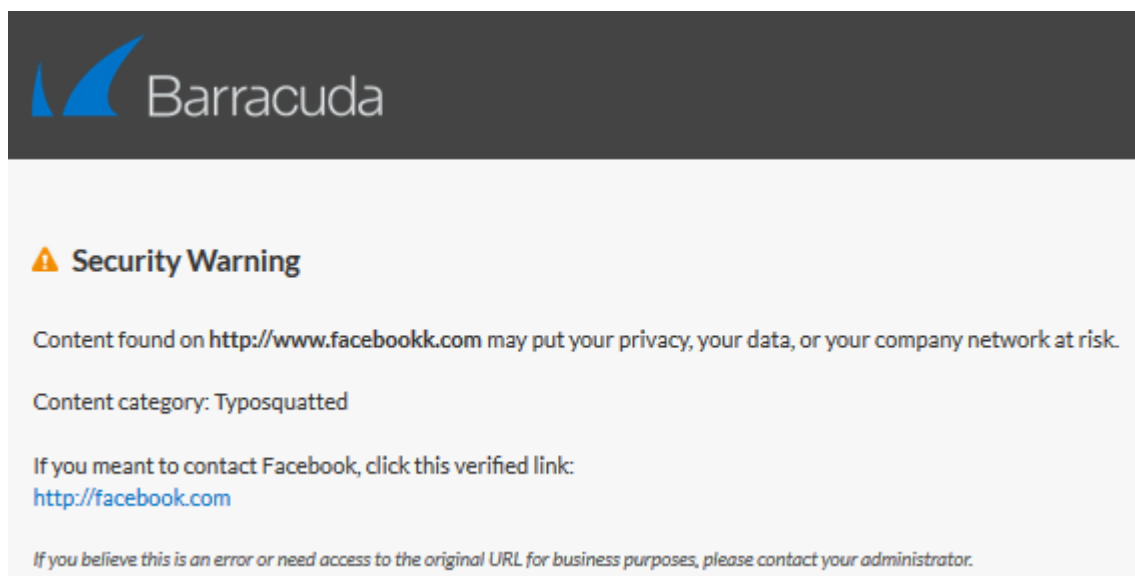 Barracuda
Security Warning
Content found on http://www.facebookk.com may put your privacy, your data, or your company network at risk.
Content category: Typosquatted
If you meant to contact Facebook, click this verified link:
http://facebook.com
If you believe this is an error or need access to the original URL for business purposes, please contact your administrator.